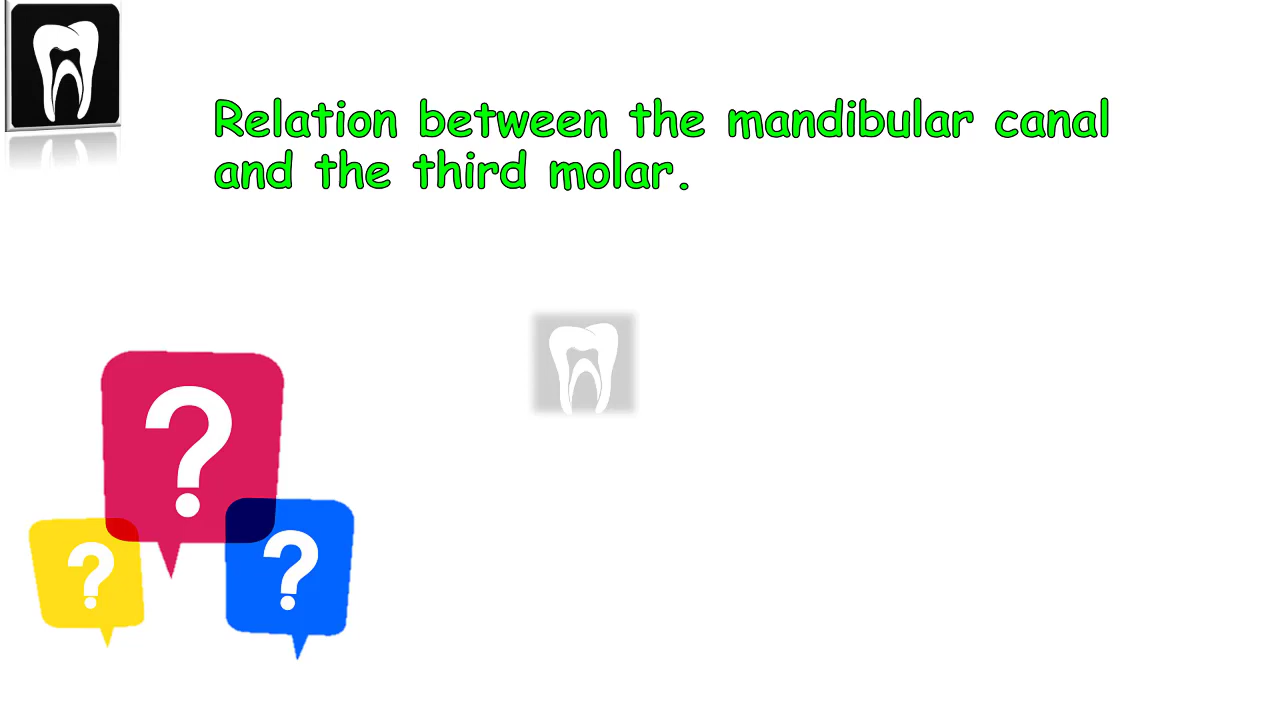 Relation between the mandibular canal
and the third molar.
?
?
?